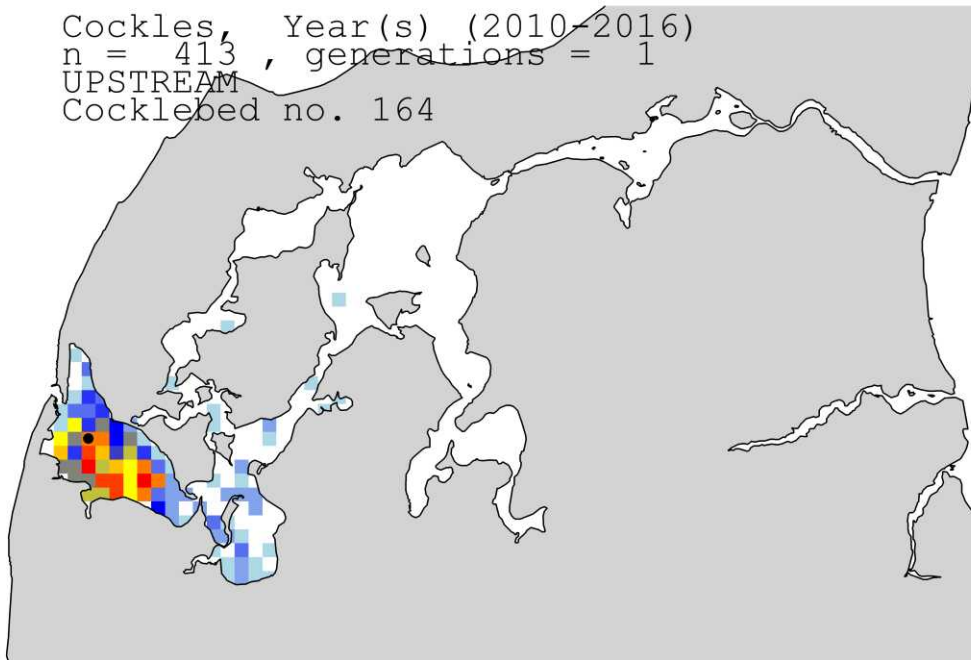 Cockles, Year(s) (2010-2016)
n = 413 , generations = 1
UPSTREAM
Cocklebed no. 164